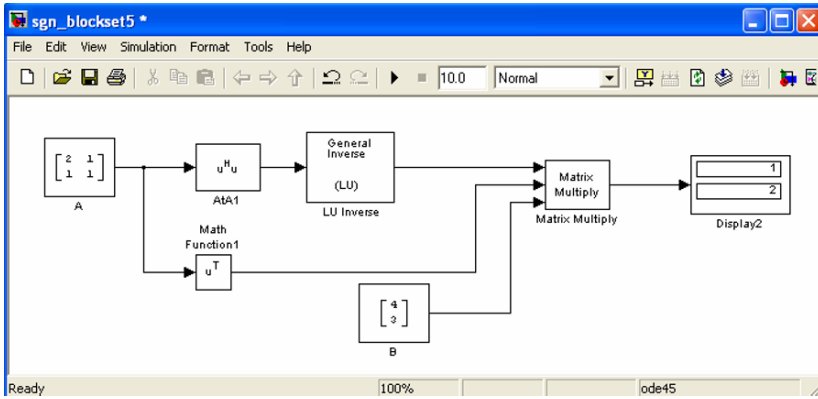 sgn_blockset5 *
File Edit View Simulation Format Tools Help
10.0 Normal
2 1
1 1
A
u^H u
AtA1
General
Inverse
(LU)
LU Inverse
Matrix
Multiply
Matrix Multiply
1
2
Display2
Math
Function1
u^T
4
3
B
Ready 100% ode45